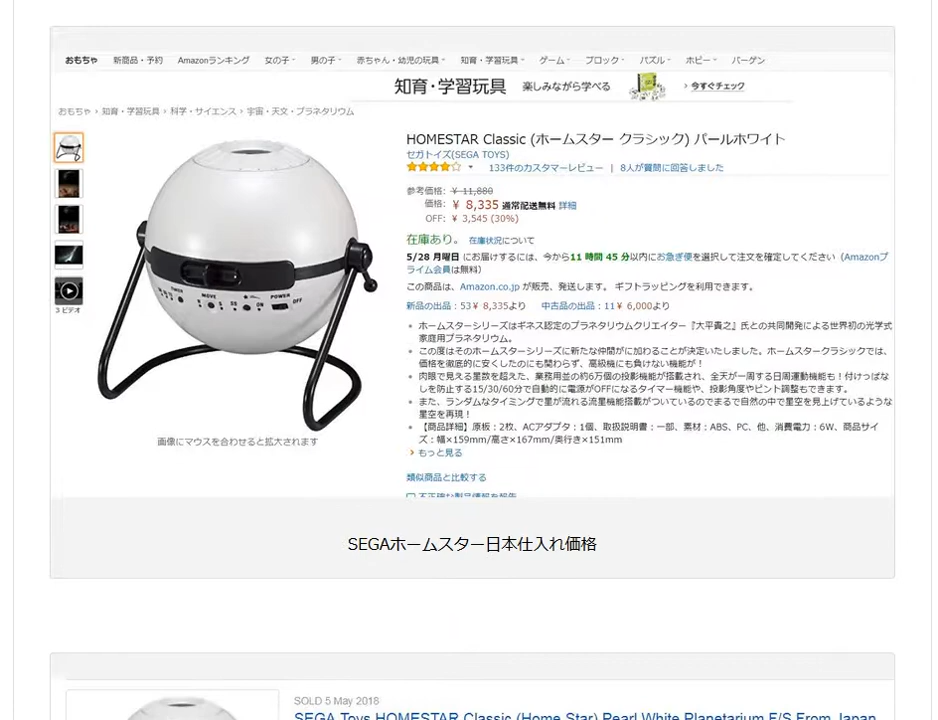 おもちゃ 新商品・予約 Amazonランキング 女の子 男の子 赤ちゃん・幼児の玩具 知育・学習玩具 ゲーム ブロック パズル ホビー バーゲン
知育・学習玩具 楽しみながら学べる › 今すぐチェック
おもちゃ › 知育・学習玩具 › 科学・サイエンス › 宇宙・天文・プラネタリウム
HOMESTAR Classic (ホームスター クラシック) パールホワイト
セガトイズ(SEGA TOYS)
133件のカスタマーレビュー | 8人が質問に回答しました
参考価格: ¥ 11,880
価格: ¥ 8,335 通常配送無料 詳細
OFF: ¥ 3,545 (30%)
在庫あり。 在庫状況について
5/28 月曜日 にお届けするには、今から11 時間 45 分以内にお急ぎ便を選択して注文を確定してください（Amazonプ
ライム会員は無料）
この商品は、Amazon.co.jp が販売、発送します。 ギフトラッピングを利用できます。
新品の出品：53¥ 8,335より 中古品の出品：11¥ 6,000より
• ホームスターシリーズはギネス認定のプラネタリウムクリエイター『大平貴之』氏との共同開発による世界初の光学式
家庭用プラネタリウム。
• この度はそのホームスターシリーズに新たな仲間がに加わることが決定いたしました。ホームスタークラシックでは、
価格を徹底的に安くしたのにも関わらず、高級機にも負けない機能が！
• 肉眼で見える星数を超えた、業務用並の約6万個の投影機能が搭載され、全天が一周する日周運動機能も！付けっぱな
しを防止する15/30/60分で自動的に電源がOFFになるタイマー機能や、投影角度やピント調整もできます。
• また、ランダムなタイミングで星が流れる流星機能搭載がついているのでまるで自然の中で星空を見上げているような
星空を再現！
• 【商品詳細】原板：2枚、ACアダプタ：1個、取扱説明書：一部、素材：ABS、PC、他、消費電力：6W、商品サイ
ズ：幅×159mm/高さ×167mm/奥行き×151mm
› もっと見る
類似商品と比較する
不正確な製品情報を報告
TIMER MOVE ON POWER OFF
3 ビデオ
画像にマウスを合わせると拡大されます
SEGAホームスター日本仕入れ価格
SOLD 5 May 2018
SEGA Toys HOMESTAR Classic (Home Star) Pearl White Planetarium F/S From Japan